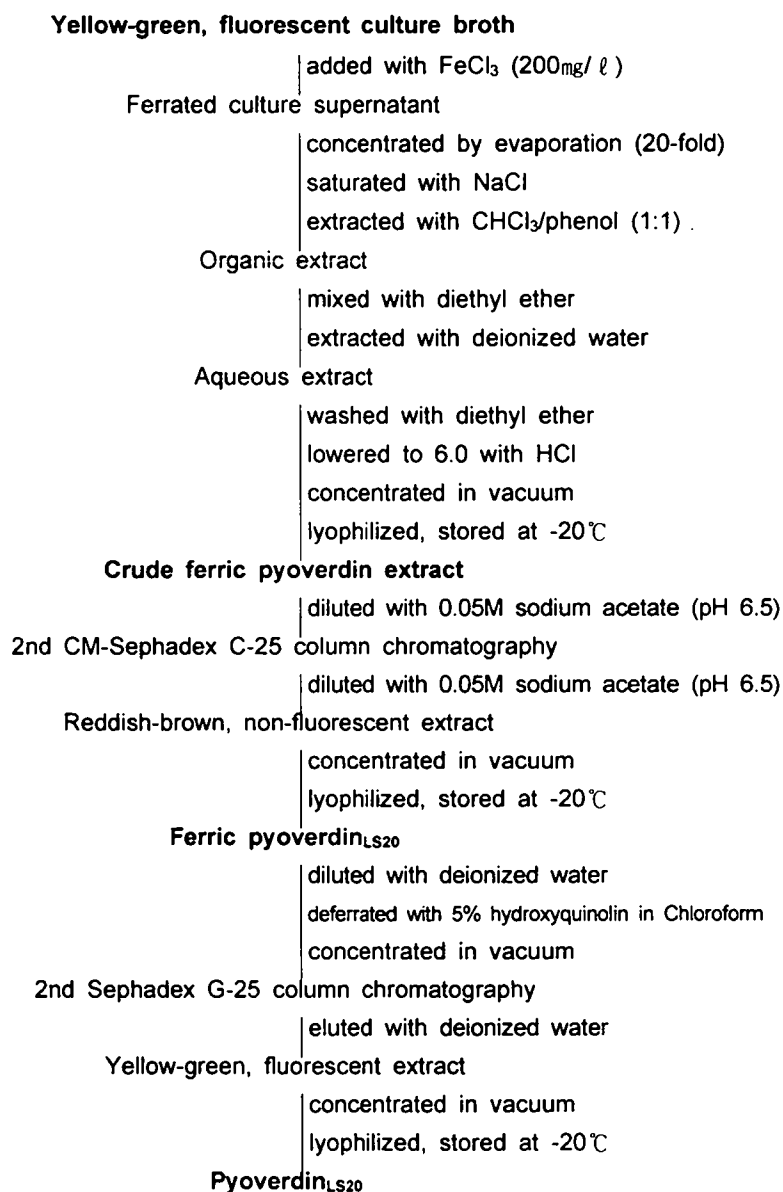 Yellow-green, fluorescent culture broth
added with FeCl₃ (200㎎/ ℓ )
Ferrated culture supernatant
concentrated by evaporation (20-fold)
saturated with NaCl
extracted with CHCl₃/phenol (1:1) .
Organic extract
mixed with diethyl ether
extracted with deionized water
Aqueous extract
washed with diethyl ether
lowered to 6.0 with HCl
concentrated in vacuum
lyophilized, stored at -20℃
Crude ferric pyoverdin extract
diluted with 0.05M sodium acetate (pH 6.5)
2nd CM-Sephadex C-25 column chromatography
diluted with 0.05M sodium acetate (pH 6.5)
Reddish-brown, non-fluorescent extract
concentrated in vacuum
lyophilized, stored at -20℃
Ferric pyoverdinLS20
diluted with deionized water
deferrated with 5% hydroxyquinolin in Chloroform
concentrated in vacuum
2nd Sephadex G-25 column chromatography
eluted with deionized water
Yellow-green, fluorescent extract
concentrated in vacuum
lyophilized, stored at -20℃
PyoverdinLS20